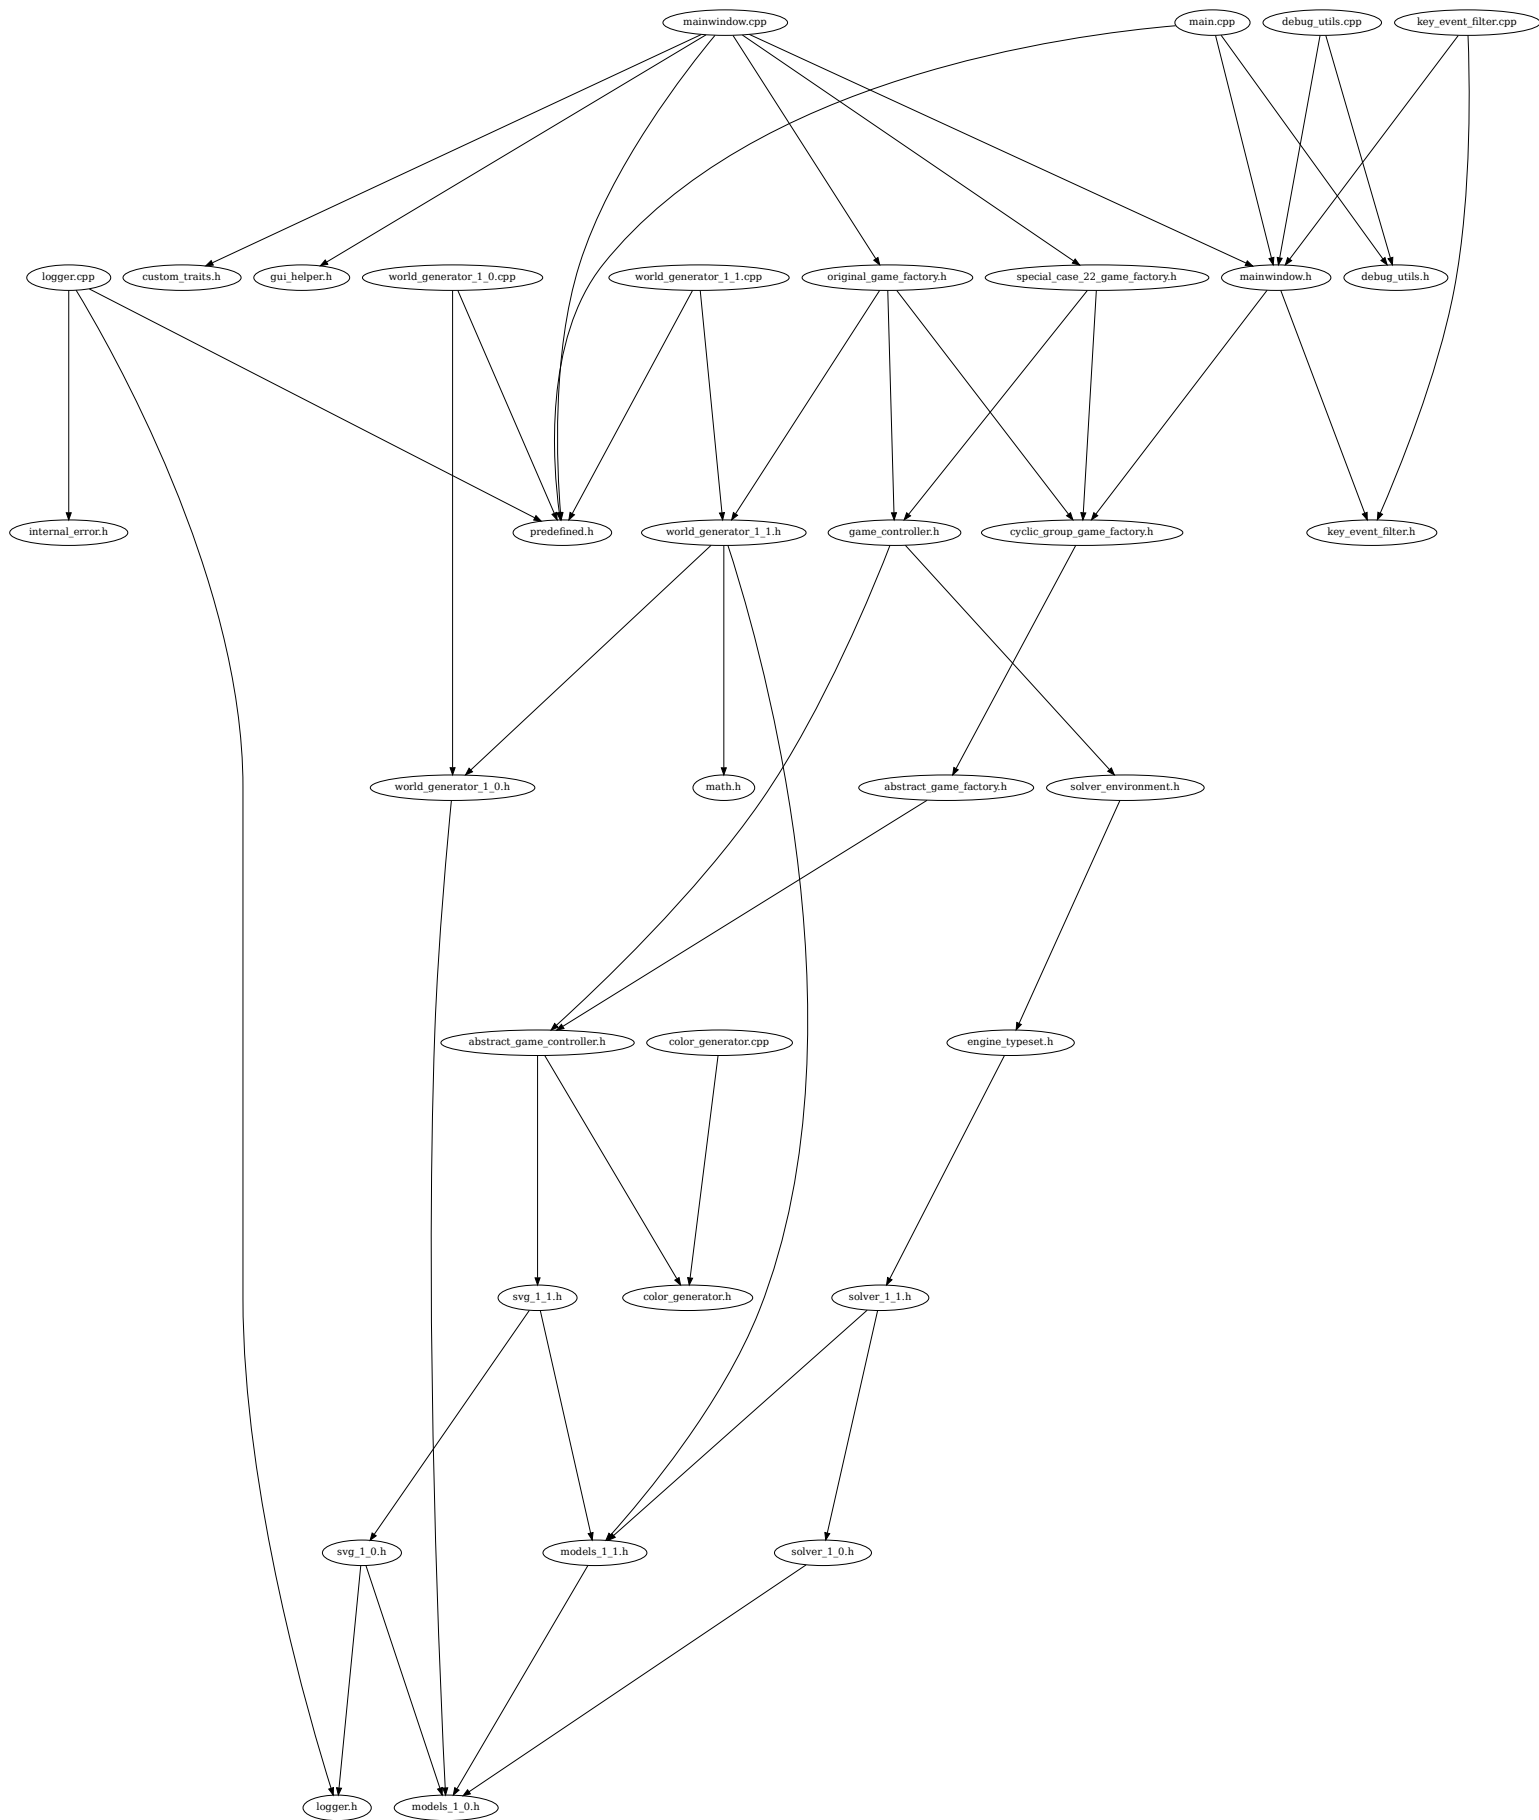 mainwindow.cpp
main.cpp
debug_utils.cpp
key_event_filter.cpp
logger.cpp
custom_traits.h
gui_helper.h
world_generator_1_0.cpp
world_generator_1_1.cpp
original_game_factory.h
special_case_22_game_factory.h
mainwindow.h
debug_utils.h
internal_error.h
predefined.h
world_generator_1_1.h
game_controller.h
cyclic_group_game_factory.h
key_event_filter.h
world_generator_1_0.h
math.h
abstract_game_factory.h
solver_environment.h
abstract_game_controller.h
color_generator.cpp
engine_typeset.h
svg_1_1.h
color_generator.h
solver_1_1.h
svg_1_0.h
models_1_1.h
solver_1_0.h
logger.h
models_1_0.h